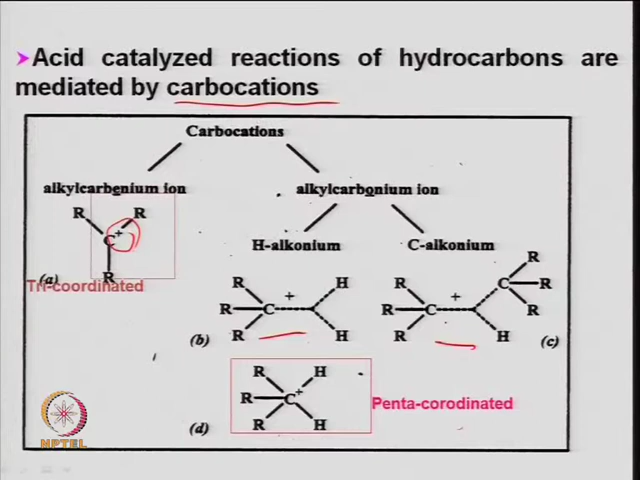 ➤Acid catalyzed reactions of hydrocarbons are
mediated by carbocations
Carbocations
alkylcarbenium ion
alkylcarbonium ion
R R
H-alkonium
C-alkonium
C+
R
(a)
Tri-coordinated
R H
+
R C
R H
(b)
R
C R
R
R
+
R C
R H
(c)
R H
R C+
R H
Penta-corodinated
(d)
NPTEL